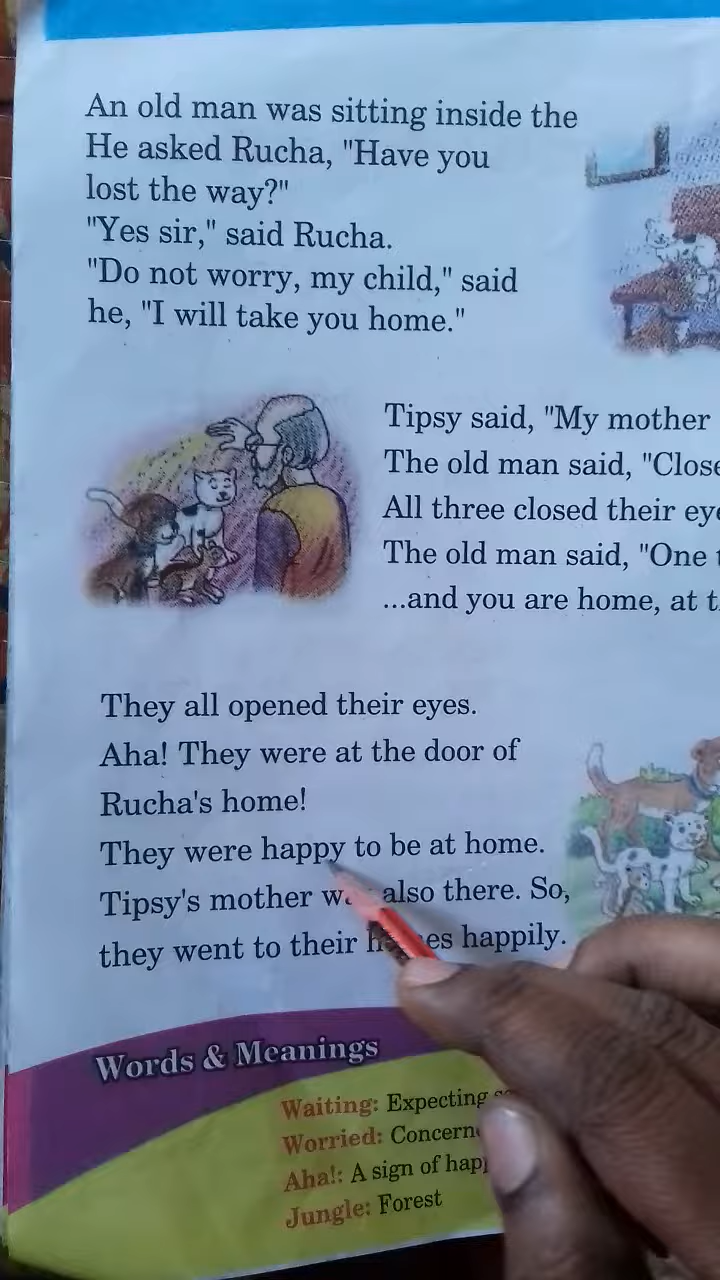 An old man was sitting inside the
He asked Rucha, "Have you
lost the way?"
"Yes sir," said Rucha.
"Do not worry, my child," said
he, "I will take you home."
Tipsy said, "My mother
The old man said, "Close
All three closed their
The old man said, "One
...and you are home, at
They all opened their eyes.
Aha! They were at the door of
Rucha's home!
They were happy to be at home.
Tipsy's mother also there. So,
they went to their happily.
Words & Meanings
Waiting: Expecting
Worried:
Aha!: A sign of
Jungle: Forest